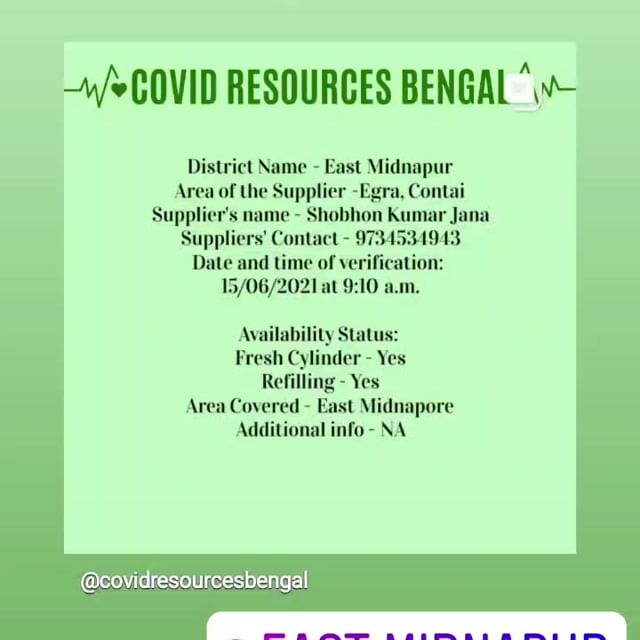 COVID RESOURCES BENGAL
District Name - East Midnapur
Area of the Supplier -Egra, Contai
Supplier's name - Shobhon Kumar Jana
Suppliers' Contact - 9734534943
Date and time of verification:
15/06/2021 at 9:10 a.m.
Availability Status:
Fresh Cylinder - Yes
Refilling - Yes
Area Covered - East Midnapore
Additional info - NA
@covidresourcesbengal
EAST MIDNAPUR